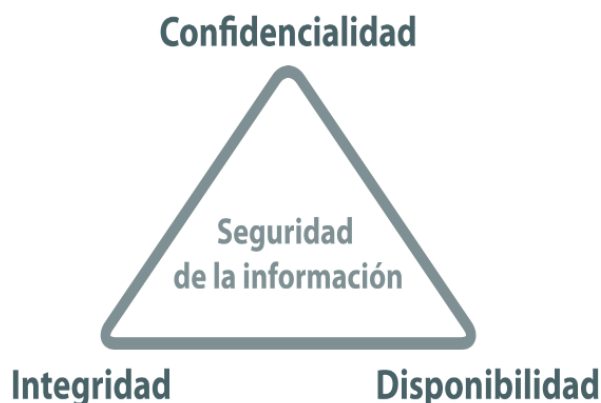 Confidencialidad
Seguridad
de la información
Integridad
Disponibilidad